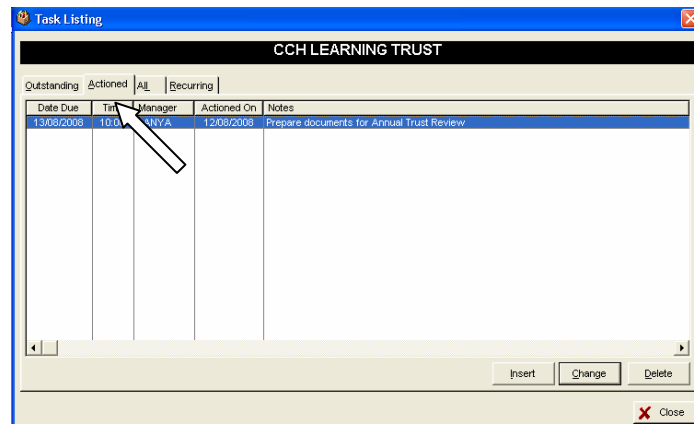 Task Listing
CCH LEARNING TRUST
Outstanding Actioned All Recurring
Date Due Manager Actioned On Notes
13/08/2008 12/08/2008 Prepare documents for Annual Trust Review
Insert Change Delete
Close